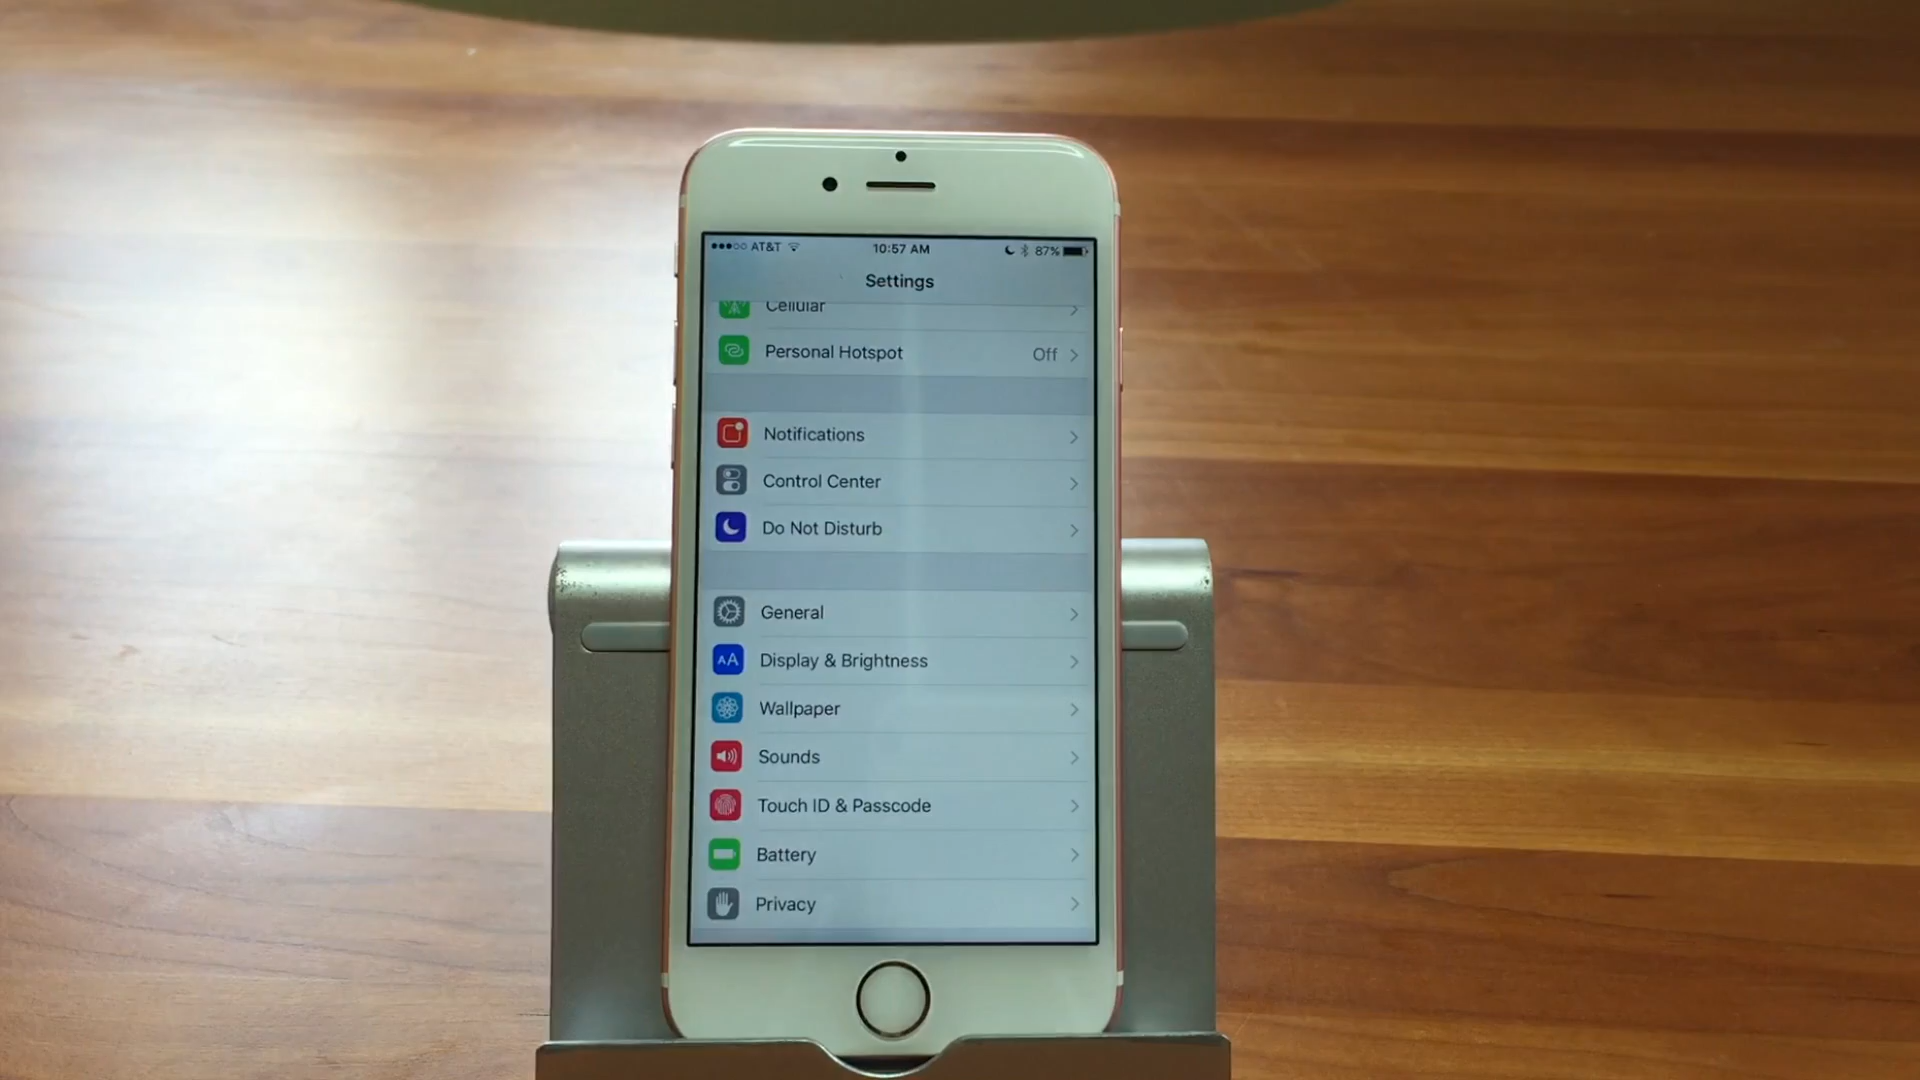 AT&T 10:57 AM 87%
Settings
Cellular
Personal Hotspot Off
Notifications
Control Center
Do Not Disturb
General
AA Display & Brightness
Wallpaper
Sounds
Touch ID & Passcode
Battery
Privacy